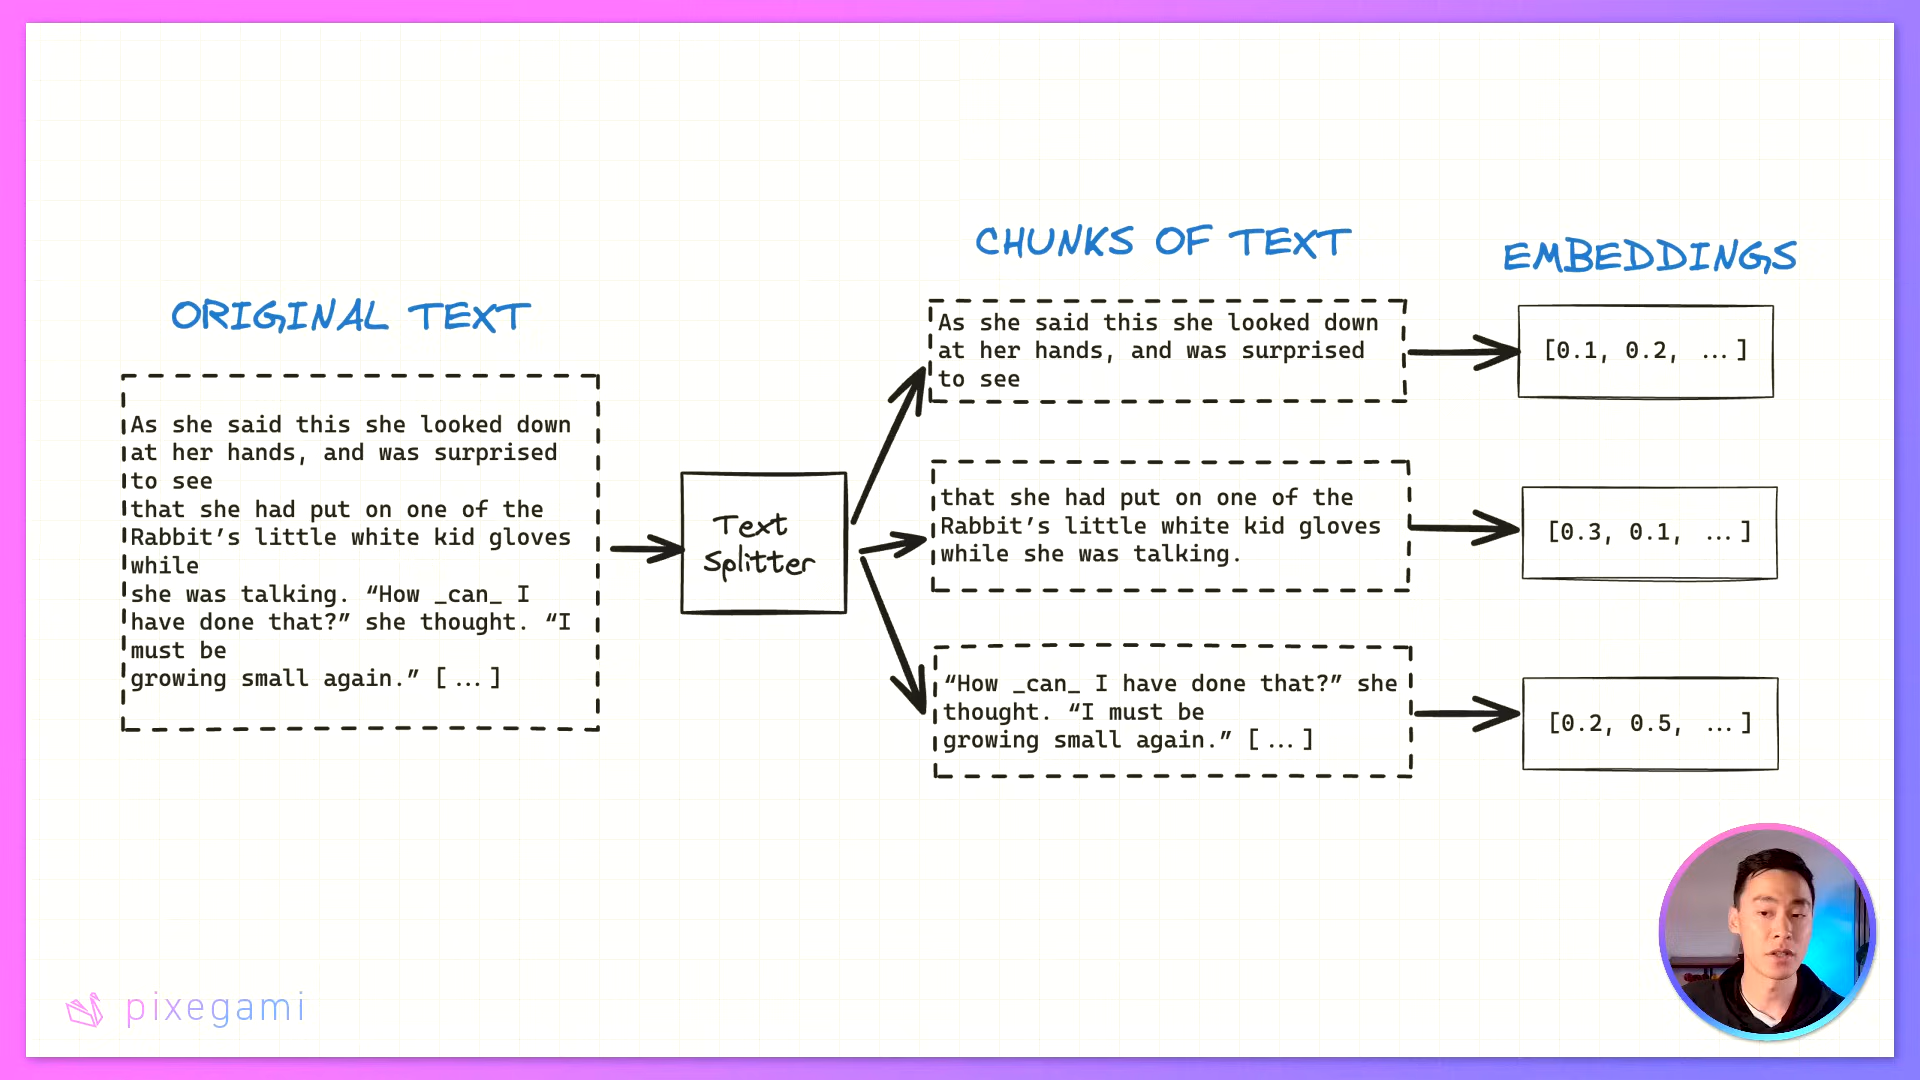 ORIGINAL TEXT
As she said this she looked down
at her hands, and was surprised
to see
that she had put on one of the
Rabbit’s little white kid gloves
while
she was talking. “How _can_ I
have done that?” she thought. “I
must be
growing small again.” [...]
Text
Splitter
CHUNKS OF TEXT
As she said this she looked down
at her hands, and was surprised
to see
that she had put on one of the
Rabbit’s little white kid gloves
while she was talking.
“How _can_ I have done that?” she
thought. “I must be
growing small again.” [...]
EMBEDDINGS
[0.1, 0.2, ...]
[0.3, 0.1, ...]
[0.2, 0.5, ...]
pixegami